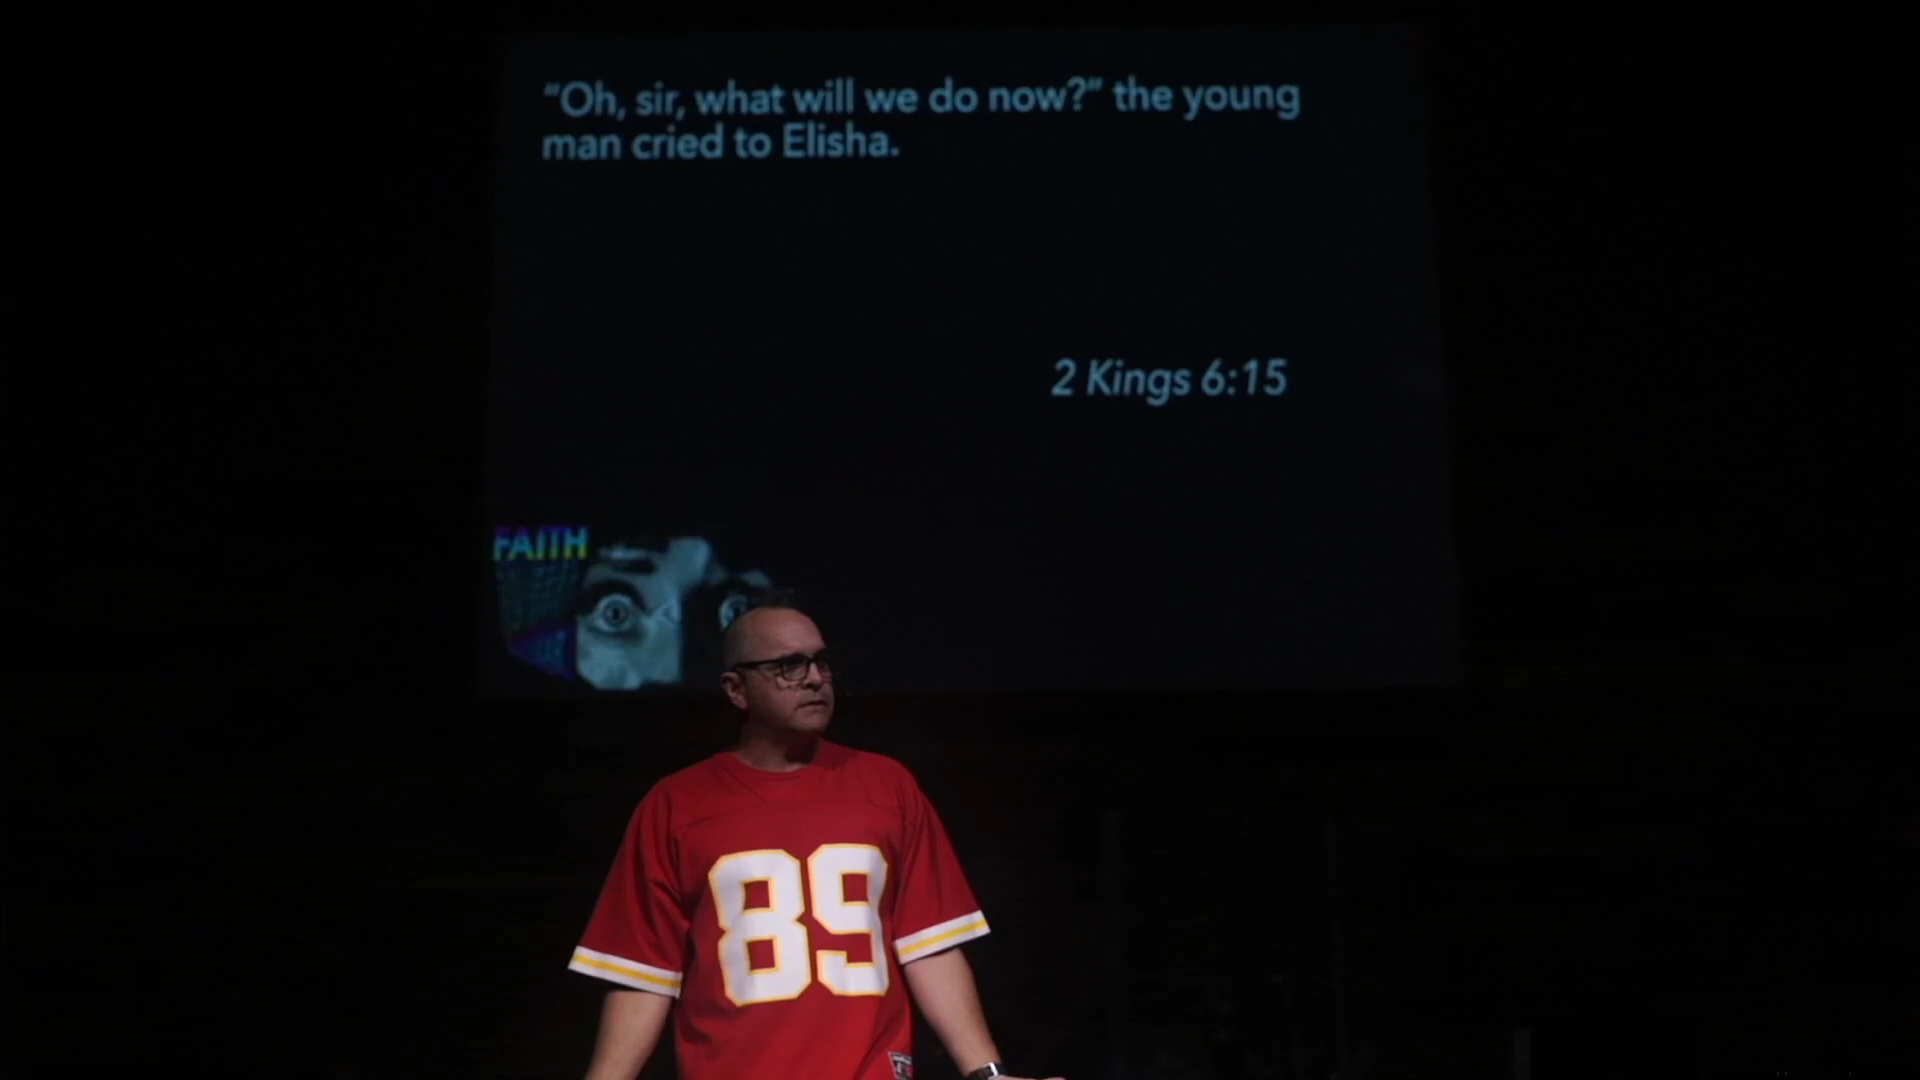 “Oh, sir, what will we do now?” the young
man cried to Elisha.
2 Kings 6:15
FAITH
89